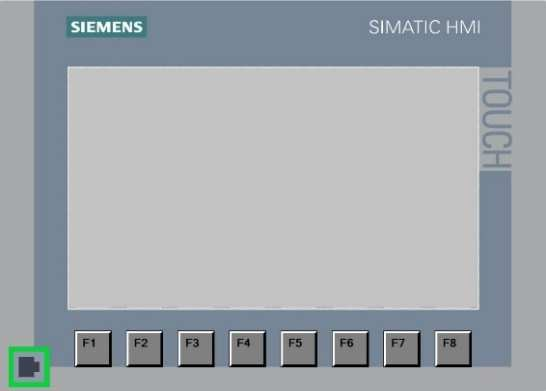 SIEMENS
SIMATIC HMI
TOUCH
F1 F2 F3 F4 F5 F6 F7 F8